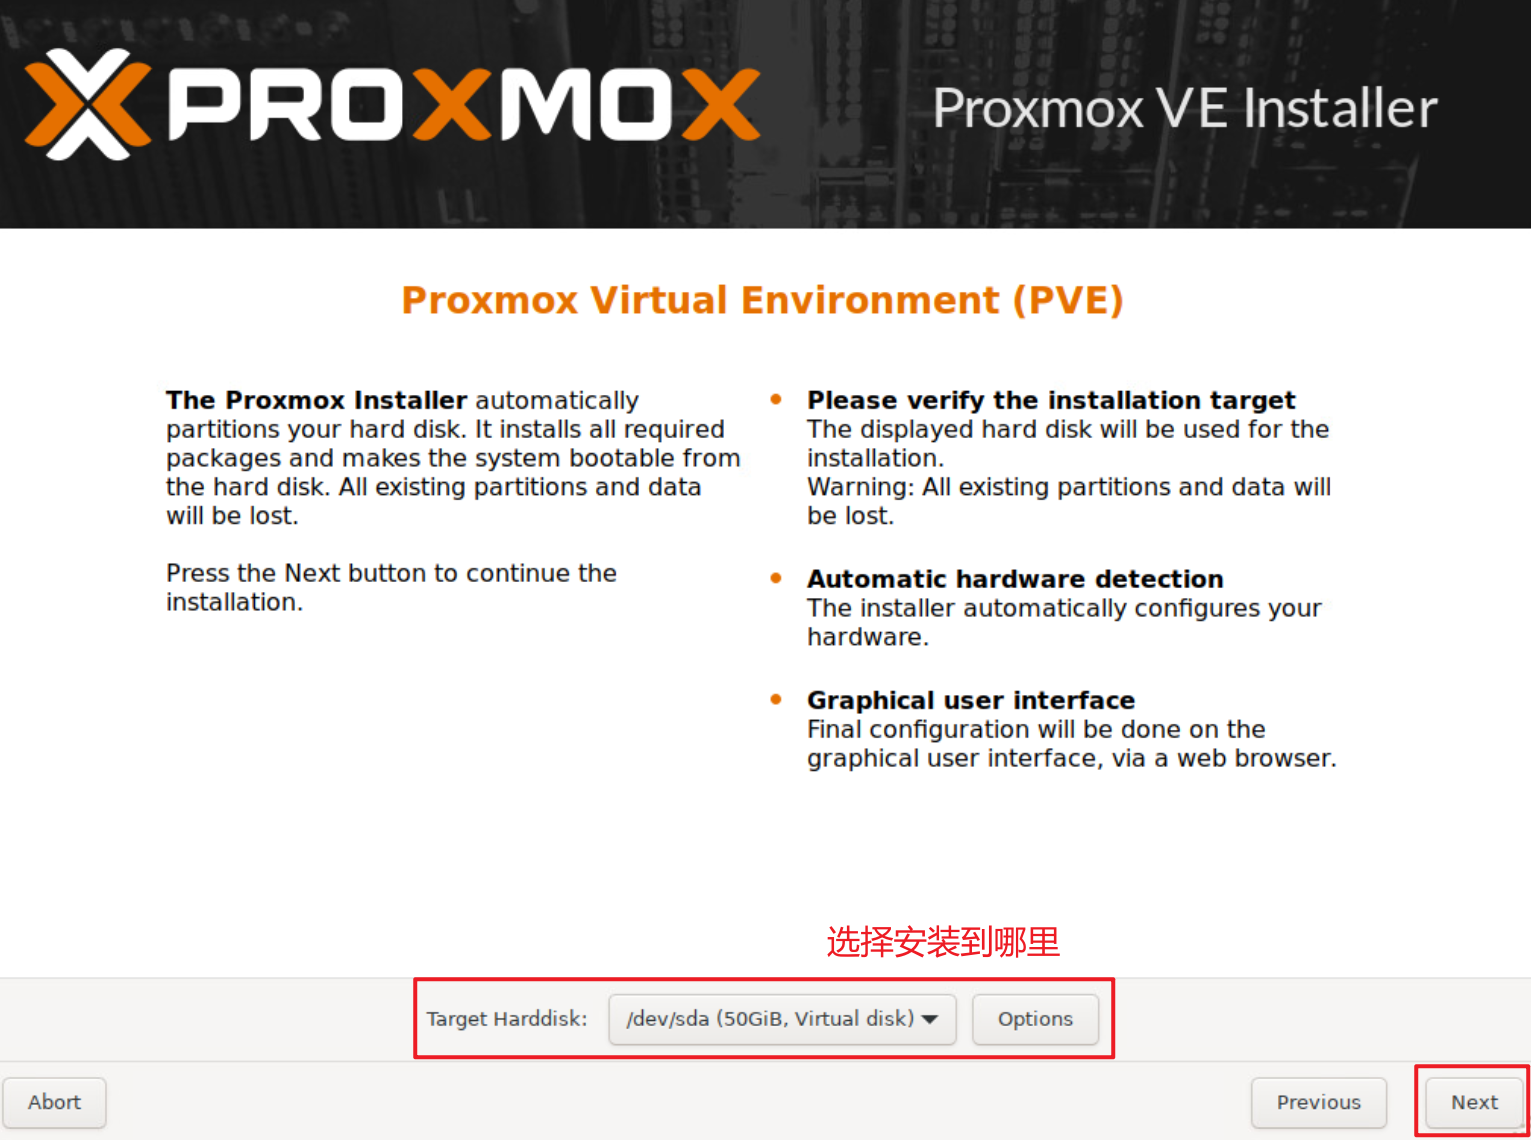 PROXMOX
Proxmox VE Installer
Proxmox Virtual Environment (PVE)
The Proxmox Installer automatically
partitions your hard disk. It installs all required
packages and makes the system bootable from
the hard disk. All existing partitions and data
will be lost.
Press the Next button to continue the
installation.
Please verify the installation target
The displayed hard disk will be used for the
installation.
Warning: All existing partitions and data will
be lost.
Automatic hardware detection
The installer automatically configures your
hardware.
Graphical user interface
Final configuration will be done on the
graphical user interface, via a web browser.
选择安装到哪里
Target Harddisk: /dev/sda (50GiB, Virtual disk) Options
Abort Previous Next